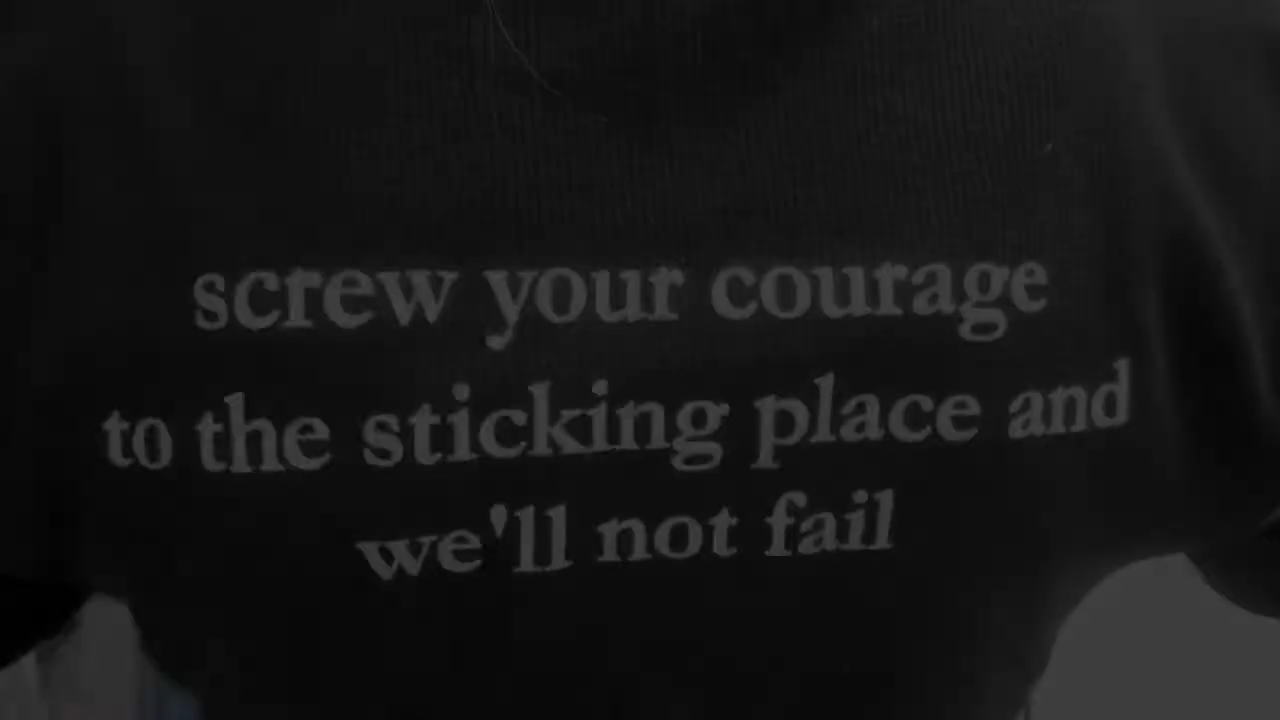 screw your courage
to the sticking place and
we'll not fail